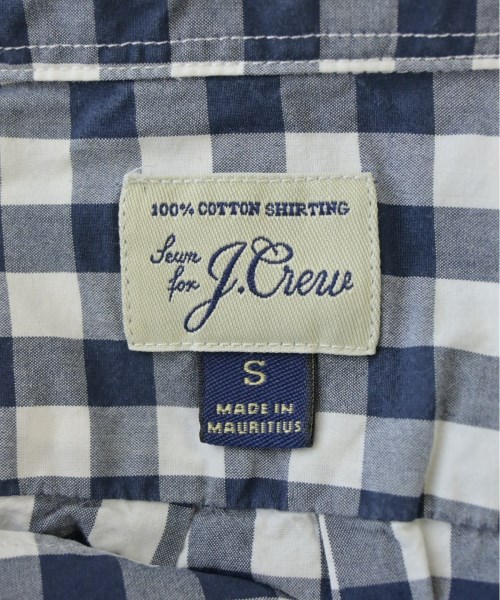 100% COTTON SHIRTING
Sewn
for J.Crew
S
MADE IN
MAURITIUS